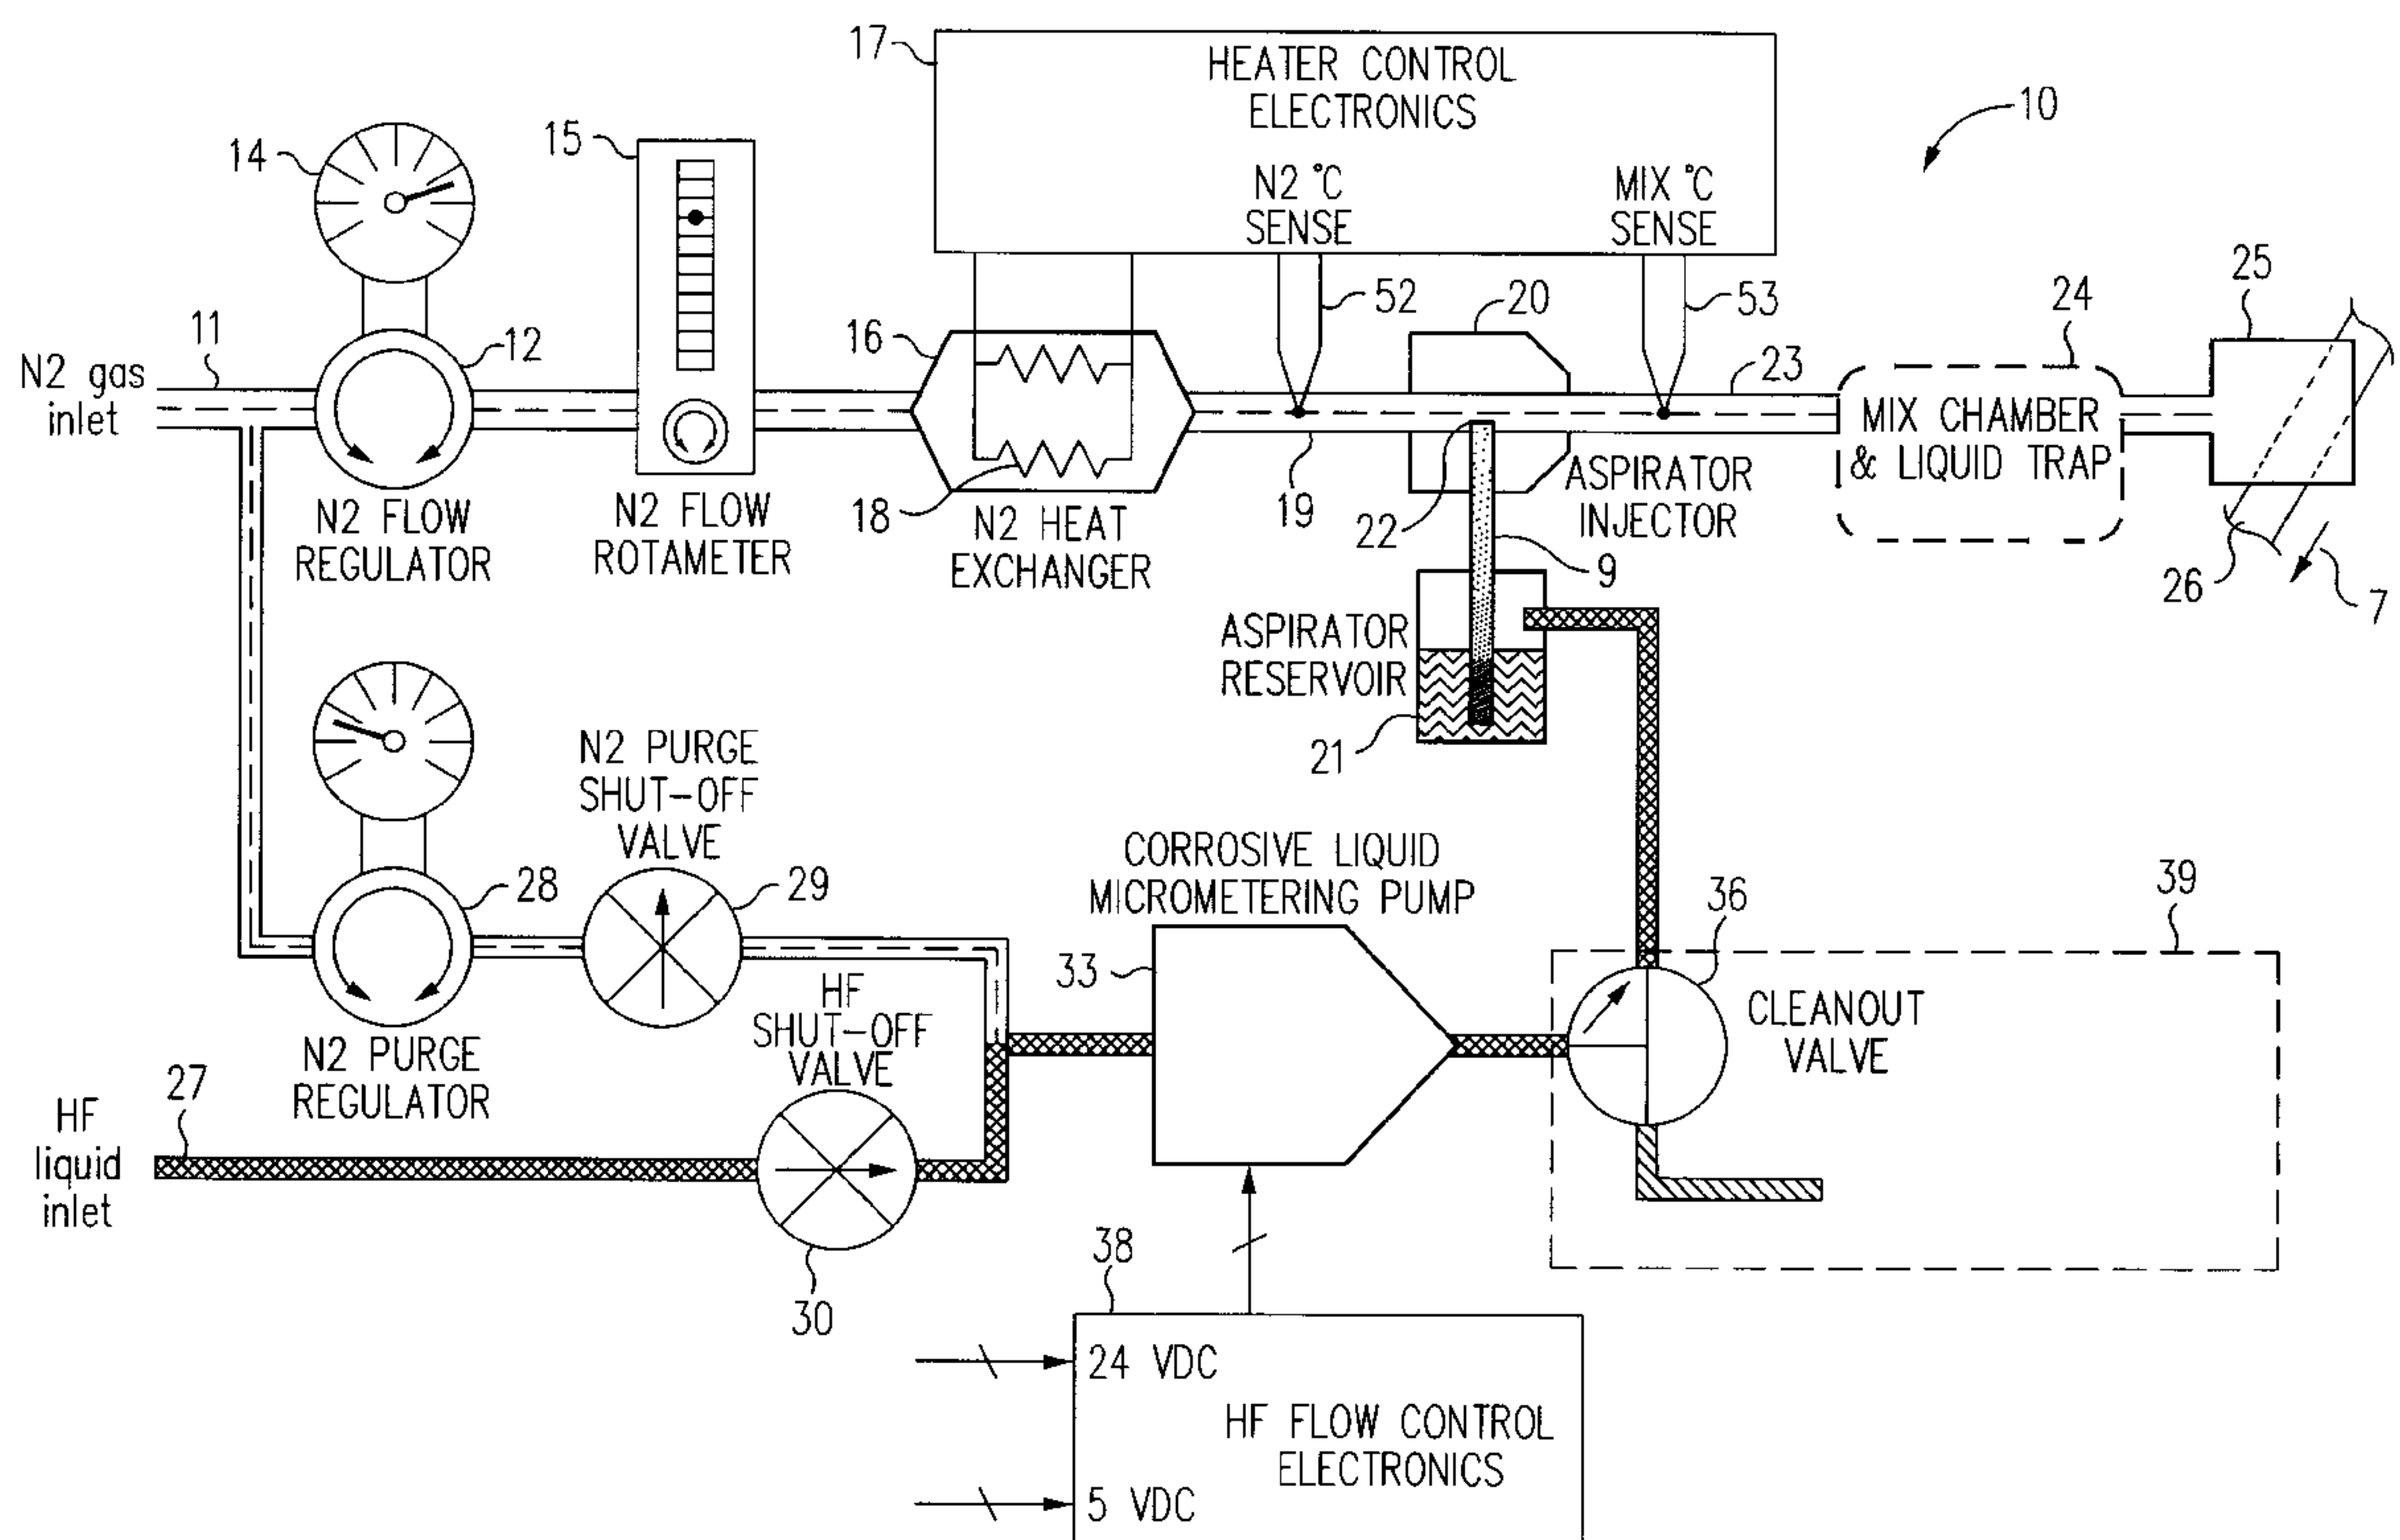 17
HEATER CONTROL
ELECTRONICS
N2 °C
SENSE
MIX °C
SENSE
10
14
15
52
20
53
24
25
N2 gas
inlet
11
12
16
23
MIX CHAMBER
& LIQUID TRAP
N2 FLOW
REGULATOR
N2 FLOW
ROTAMETER
18
N2 HEAT
EXCHANGER
19
22
ASPIRATOR
INJECTOR
9
26
7
ASPIRATOR
RESERVOIR
21
N2 PURGE
SHUT-OFF
VALVE
28
29
CORROSIVE LIQUID
MICROMETERING PUMP
33
36
39
CLEANOUT
VALVE
N2 PURGE
REGULATOR
HF
SHUT-OFF
VALVE
HF
liquid
inlet
27
30
38
24 VDC
HF FLOW CONTROL
ELECTRONICS
5 VDC